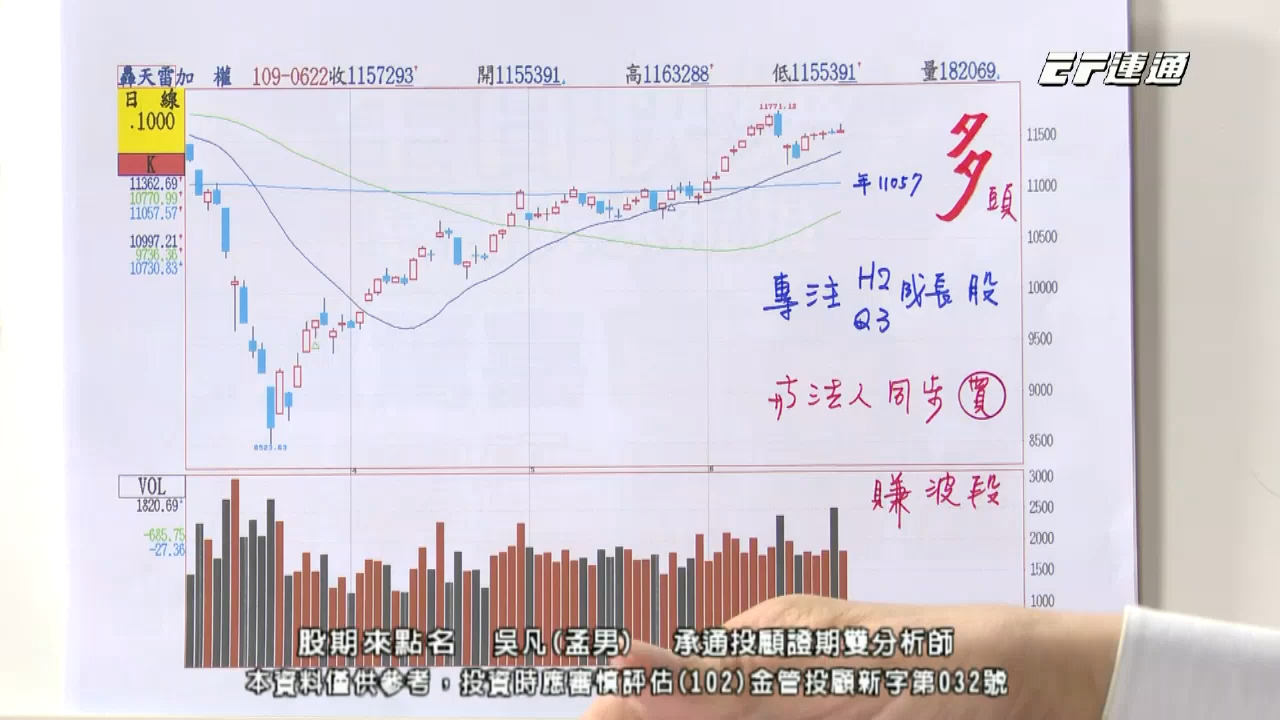 轟天雷加 權 109-0622收1157293' 開1155391. 高1163288' 低1155391' 量182069.
EF運通
日 線
.1000
K
11362.69'
10770.99'
11057.57'
10997.21'
9736.36'
10730.83'
11771.12
8523.63
年11057
多頭
11500
11000
10500
10000
9500
9000
8500
專注 H2 成長股
Q3
法人同步 買
賺波段
4 5 6
VOL
1820.69'
-685.75
-27.36
3000
2500
2000
1500
1000
股期來點名 吳凡(孟男) 承通投顧證期雙分析師
本資料僅供參考，投資時應審慎評估(102)金管投顧新字第032號